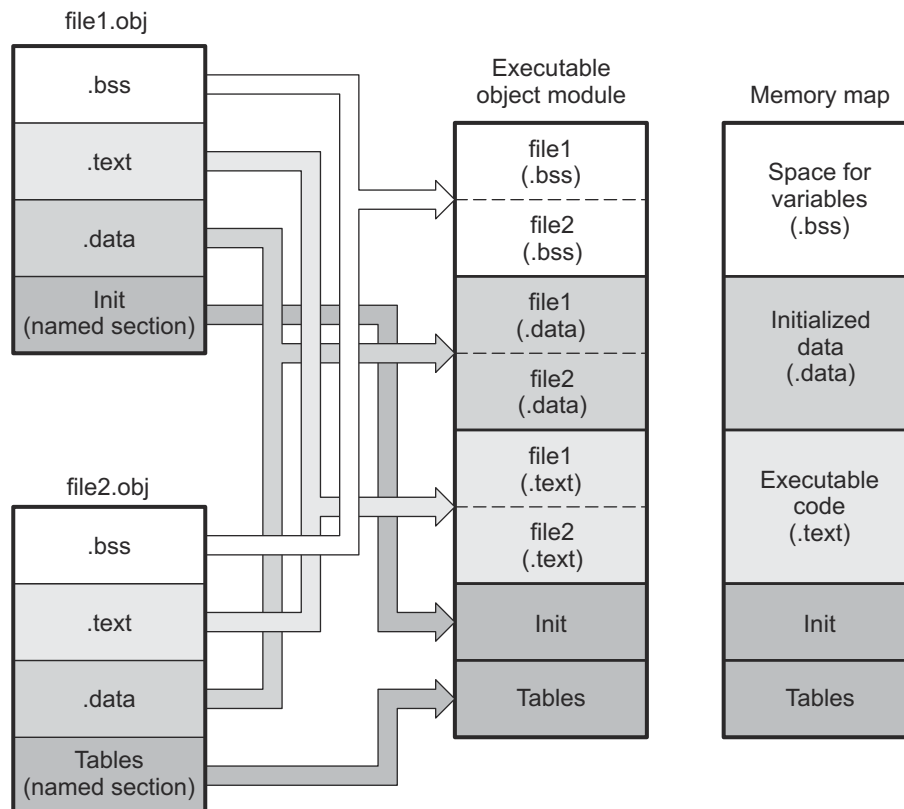 file1.obj
.bss
.text
.data
Init
(named section)
file2.obj
.bss
.text
.data
Tables
(named section)
Executable
object module
file1
(.bss)
file2
(.bss)
file1
(.data)
file2
(.data)
file1
(.text)
file2
(.text)
Init
Tables
Memory map
Space for
variables
(.bss)
Initialized
data
(.data)
Executable
code
(.text)
Init
Tables